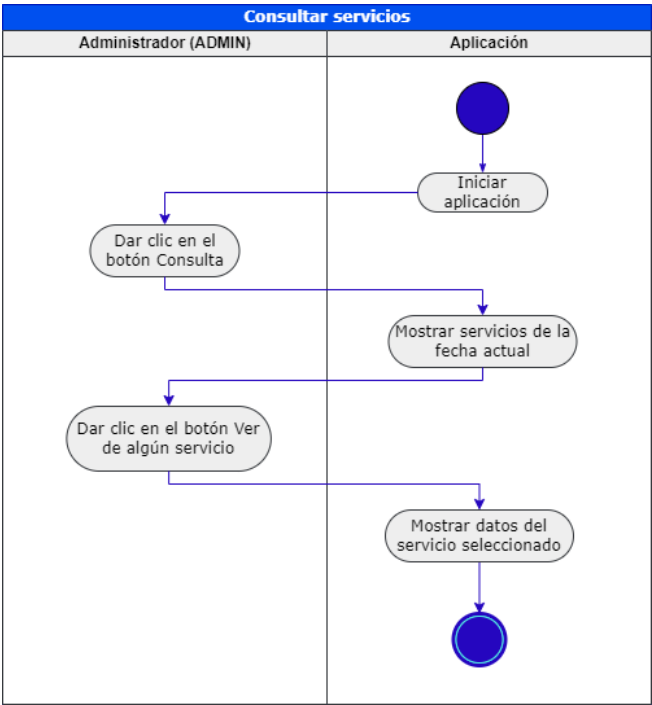 Consultar servicios
Administrador (ADMIN)
Aplicación
Iniciar
aplicación
Dar clic en el
botón Consulta
Mostrar servicios de la
fecha actual
Dar clic en el botón Ver
de algún servicio
Mostrar datos del
servicio seleccionado